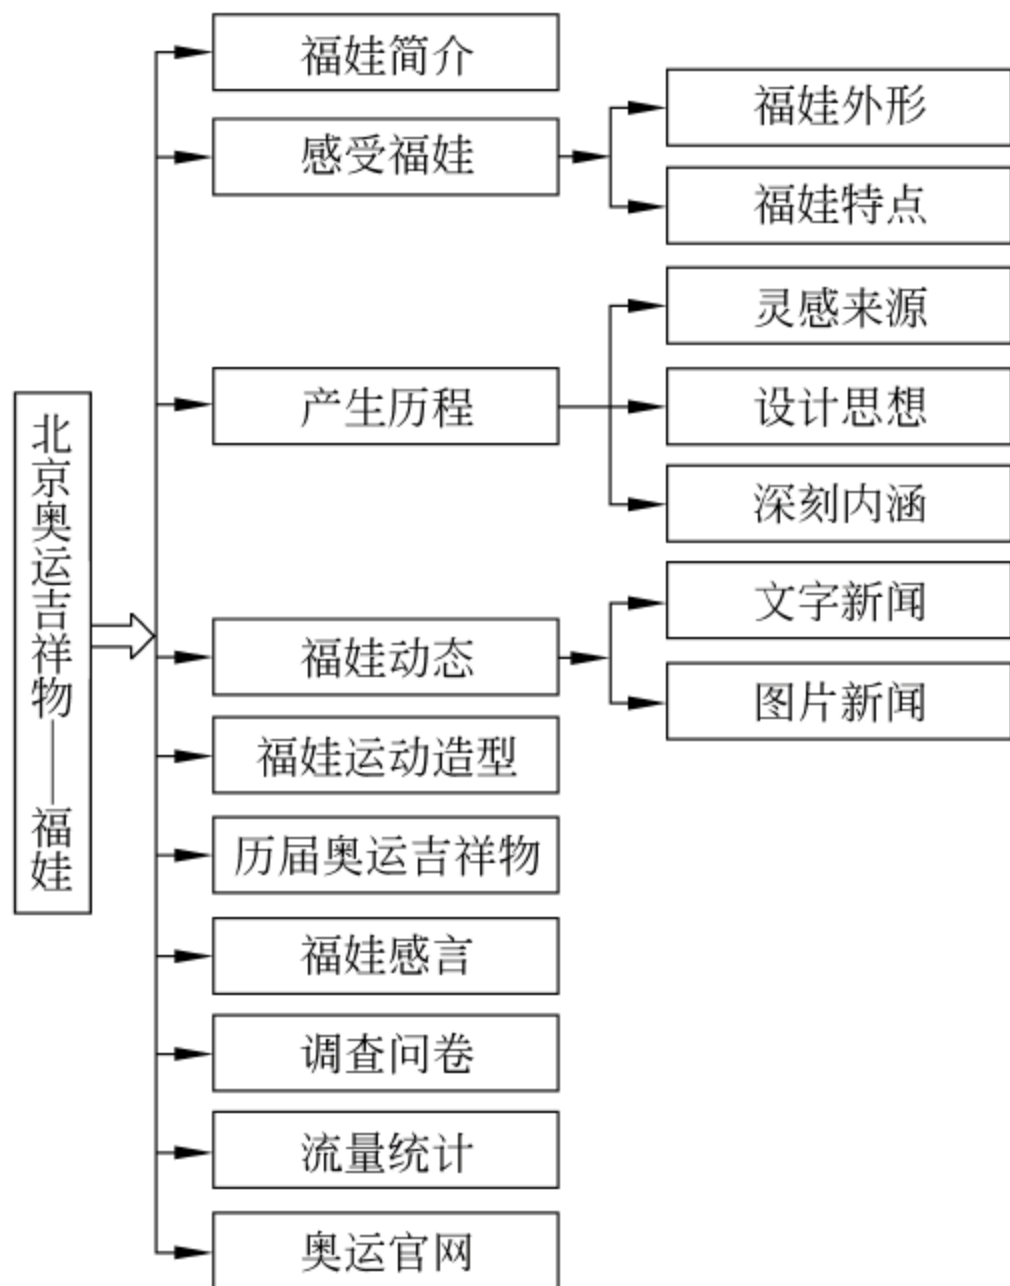 北京奥运吉祥物——福娃
福娃简介
感受福娃
福娃外形
福娃特点
产生历程
灵感来源
设计思想
深刻内涵
福娃动态
文字新闻
图片新闻
福娃运动造型
历届奥运吉祥物
福娃感言
调查问卷
流量统计
奥运官网